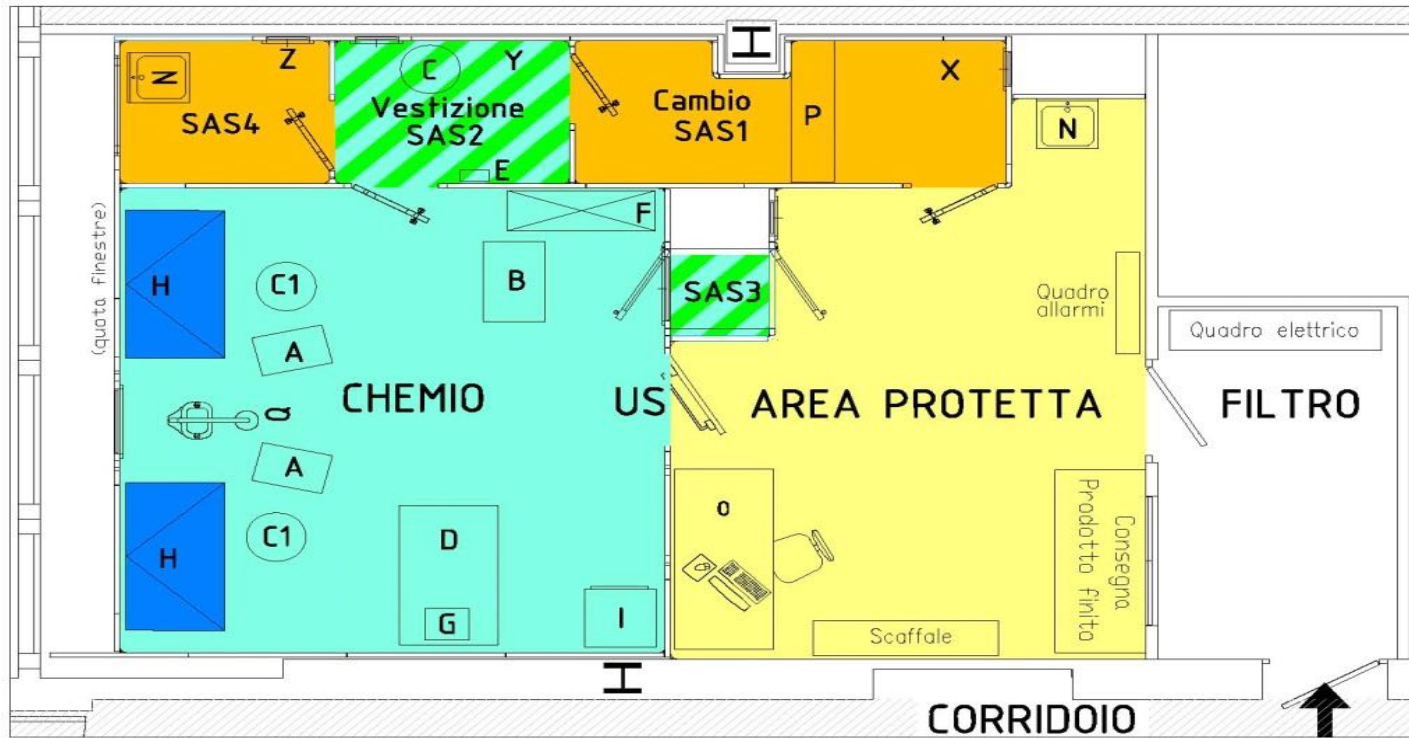 Z
C
Y
X
N
SAS4
Vestizione
SAS2
E
Cambio
SAS1
P
N
F
H
C1
B
SAS3
Quadro
allarmi
Quadro elettrico
(quota finestre)
A
CHEMIO
US
AREA PROTETTA
FILTRO
Q
A
H
C1
D
G
I
o
Consegna
Prodotto finito
Scaffale
CORRIDOIO